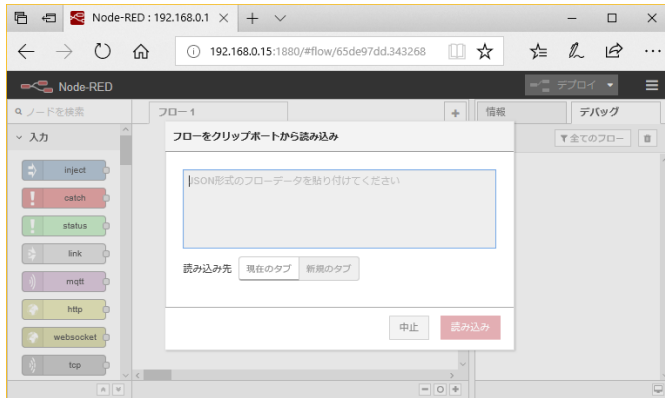 Node-RED : 192.168.0.1
192.168.0.15:1880/#flow/65de97dd.343268
Node-RED
デプロイ
ノードを検索
フロー 1
情報
デバッグ
入力
フローをクリップボートから読み込み
全てのフロー
JSON形式のフローデータを貼り付けてください
inject
catch
status
link
読み込み先
現在のタブ
新規のタブ
mqtt
http
websocket
中止
読み込み
tcp